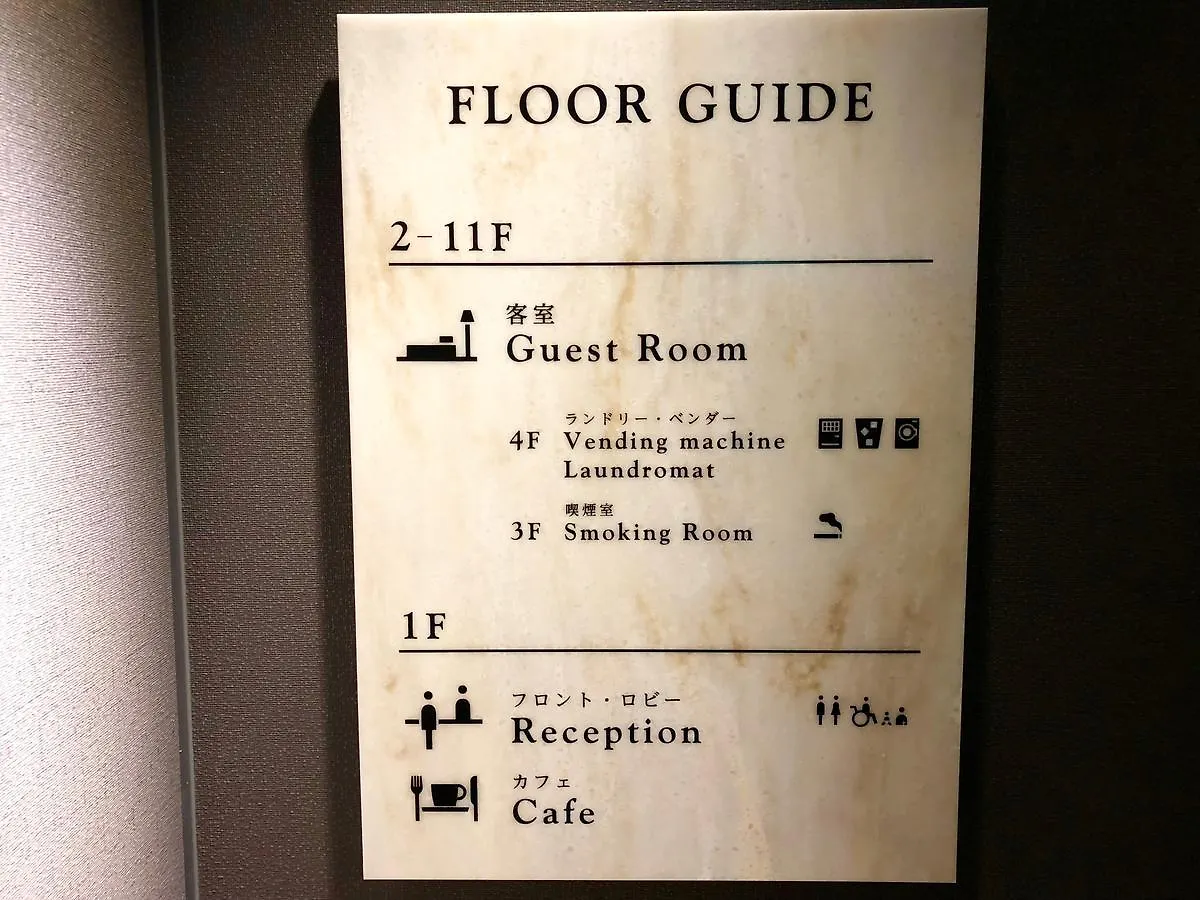 FLOOR GUIDE
2-11F
客室
Guest Room
ランドリー・ベンダー
4F Vending machine
Laundromat
喫煙室
3F Smoking Room
1F
フロント・ロビー
Reception
カフェ
Cafe